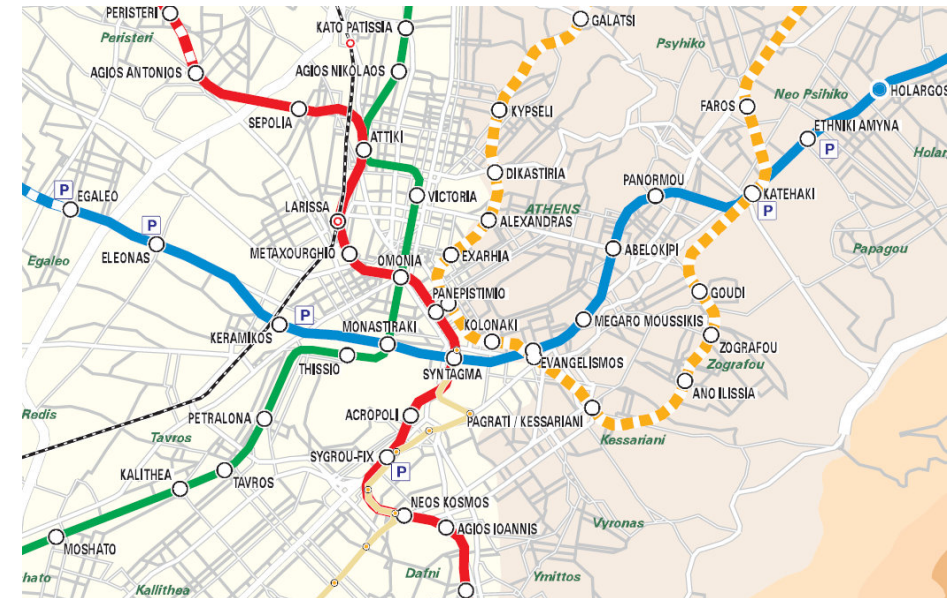 PERISTERI
Peristeri
KATO PATISSIA
GALATSI
Psyhiko
AGIOS ANTONIOS
AGIOS NIKOLAOS
Neo Psihiko
HOLARGOS
SEPOLIA
KYPSELI
FAROS
ETHNIKI AMYNA
P
ATTIKI
Holar
DIKASTIRIA
P
EGALEO
LARISSA
VICTORIA
PANORMOU
KATEHAKI
P
ATHENS
ALEXANDRAS
METAXOURGHIO
OMONIA
EXARHIA
ABELOKIPI
Papagou
Egaleo
ELEONAS
PANEPISTIMIO
GOUDI
P
KERAMIKOS
MONASTIRAKI
KOLONAKI
MEGARO MOUSSIKIS
ZOGRAFOU
Zografou
THISSIO
SYNTAGMA
EVANGELISMOS
ANO ILISSIA
Redis
PETRALONA
ACROPOLI
PAGRATI / KESSARIANI
Kessariani
Tavros
SYGROU-FIX
P
KALITHEA
TAVROS
NEOS KOSMOS
AGIOS IOANNIS
Vyronas
MOSHATO
hato
Kallithea
Dafni
Ymittos